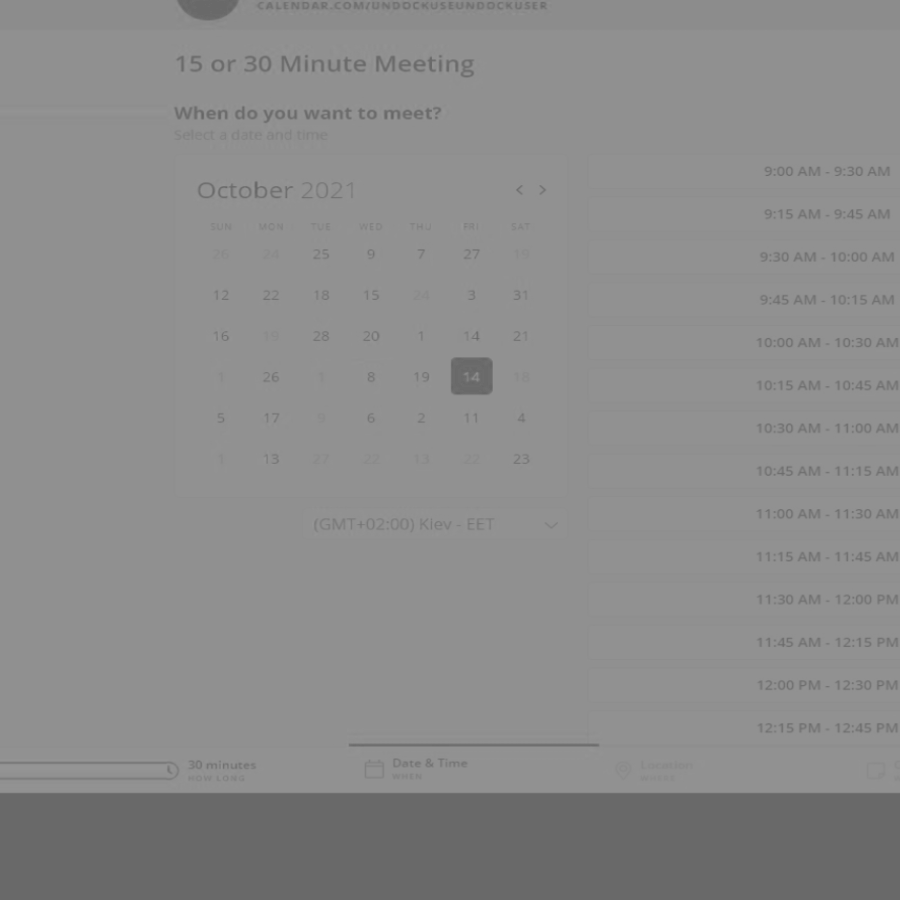 CALENDAR.COM/UNDOCKUSEUNDOCKUSER
15 or 30 Minute Meeting
When do you want to meet?
Select a date and time
October 2021
SUN MON TUE WED THU FRI SAT
26 24 25 9 7 27 19
12 22 18 15 24 3 31
16 19 28 20 1 14 21
1 26 8 19 14 18
5 17 6 2 11 4
1 13 27 22 13 22 23
(GMT+02:00) Kiev - EET
9:00 AM - 9:30 AM
9:15 AM - 9:45 AM
9:30 AM - 10:00 AM
9:45 AM - 10:15 AM
10:00 AM - 10:30 AM
10:15 AM - 10:45 AM
10:30 AM - 11:00 AM
10:45 AM - 11:15 AM
11:00 AM - 11:30 AM
11:15 AM - 11:45 AM
11:30 AM - 12:00 PM
11:45 AM - 12:15 PM
12:00 PM - 12:30 PM
12:15 PM - 12:45 PM
30 minutes
HOW LONG
Date & Time
WHEN
Location
WHERE